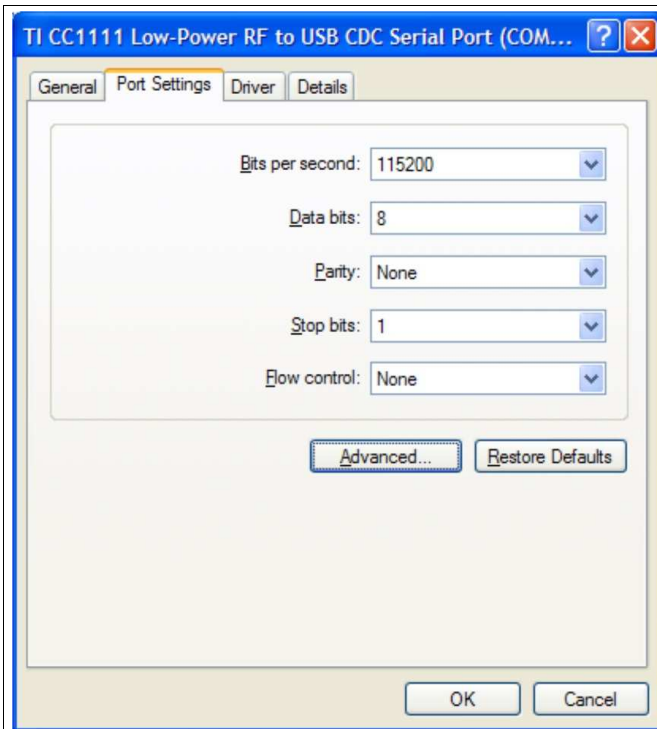 TI CC1111 Low-Power RF to USB CDC Serial Port (COM...
General Port Settings Driver Details
Bits per second: 115200
Data bits: 8
Parity: None
Stop bits: 1
Flow control: None
Advanced... Restore Defaults
OK Cancel